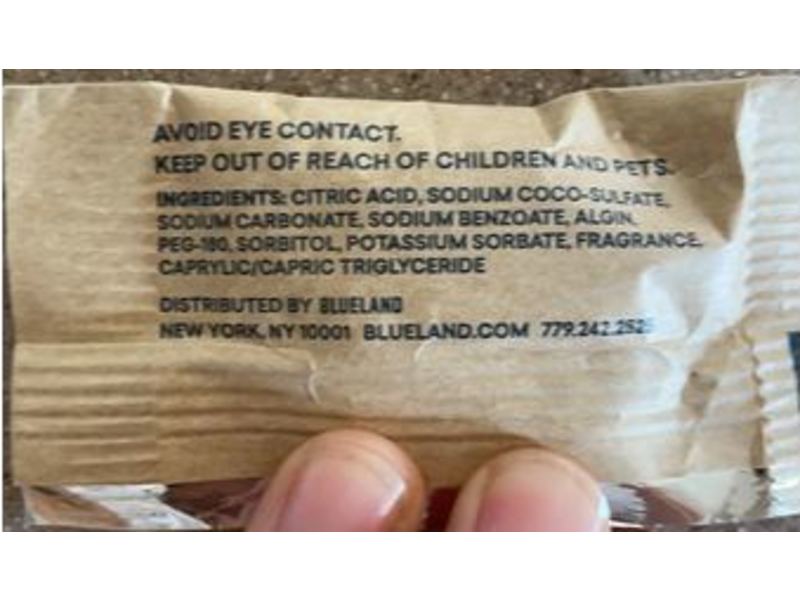 AVOID EYE CONTACT.
KEEP OUT OF REACH OF CHILDREN AND PETS.
INGREDIENTS: CITRIC ACID, SODIUM COCO-SULFATE,
SODIUM CARBONATE, SODIUM BENZOATE, ALGIN,
PEG-180, SORBITOL, POTASSIUM SORBATE, FRAGRANCE,
CAPRYLIC/CAPRIC TRIGLYCERIDE
DISTRIBUTED BY BLUELAND
NEW YORK, NY 10001 BLUELAND.COM